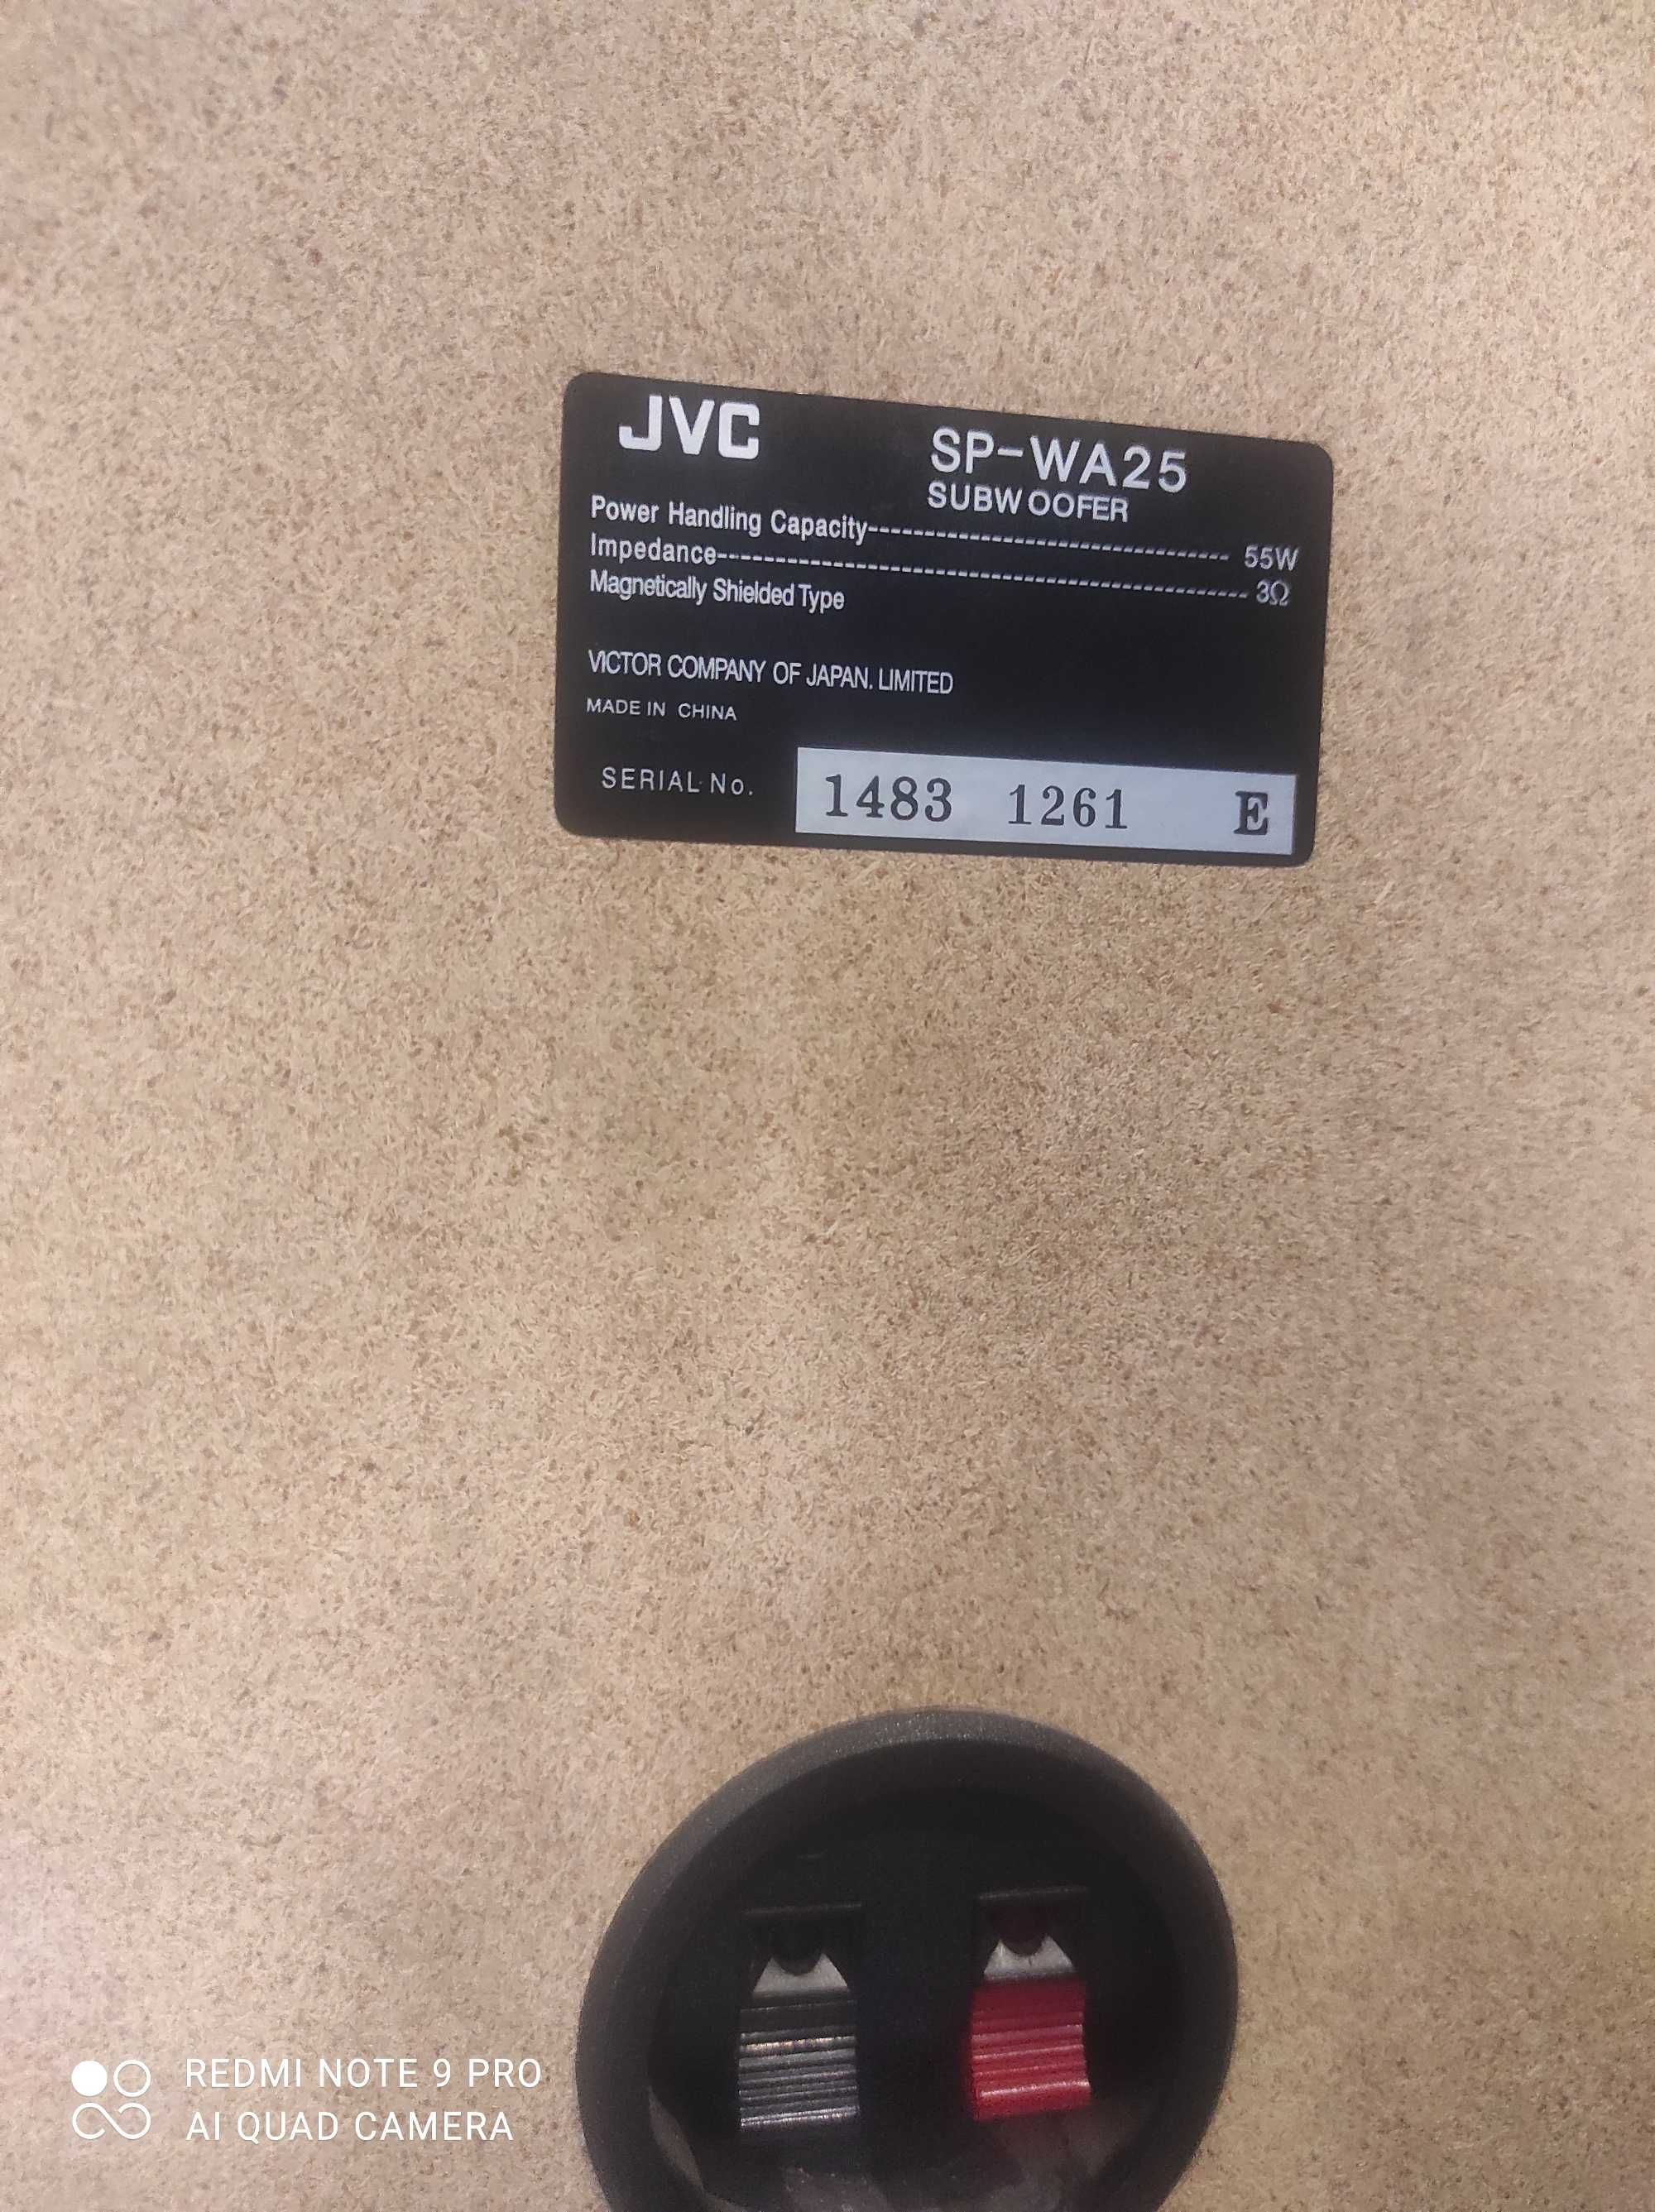 JVC SP-WA25
SUBWOOFER
Power Handling Capacity-------------------------------- 55W
Impedance---------------------------------------------- 3Ω
Magnetically Shielded Type
VICTOR COMPANY OF JAPAN. LIMITED
MADE IN CHINA
SERIAL No. 1483 1261 E
REDMI NOTE 9 PRO
AI QUAD CAMERA